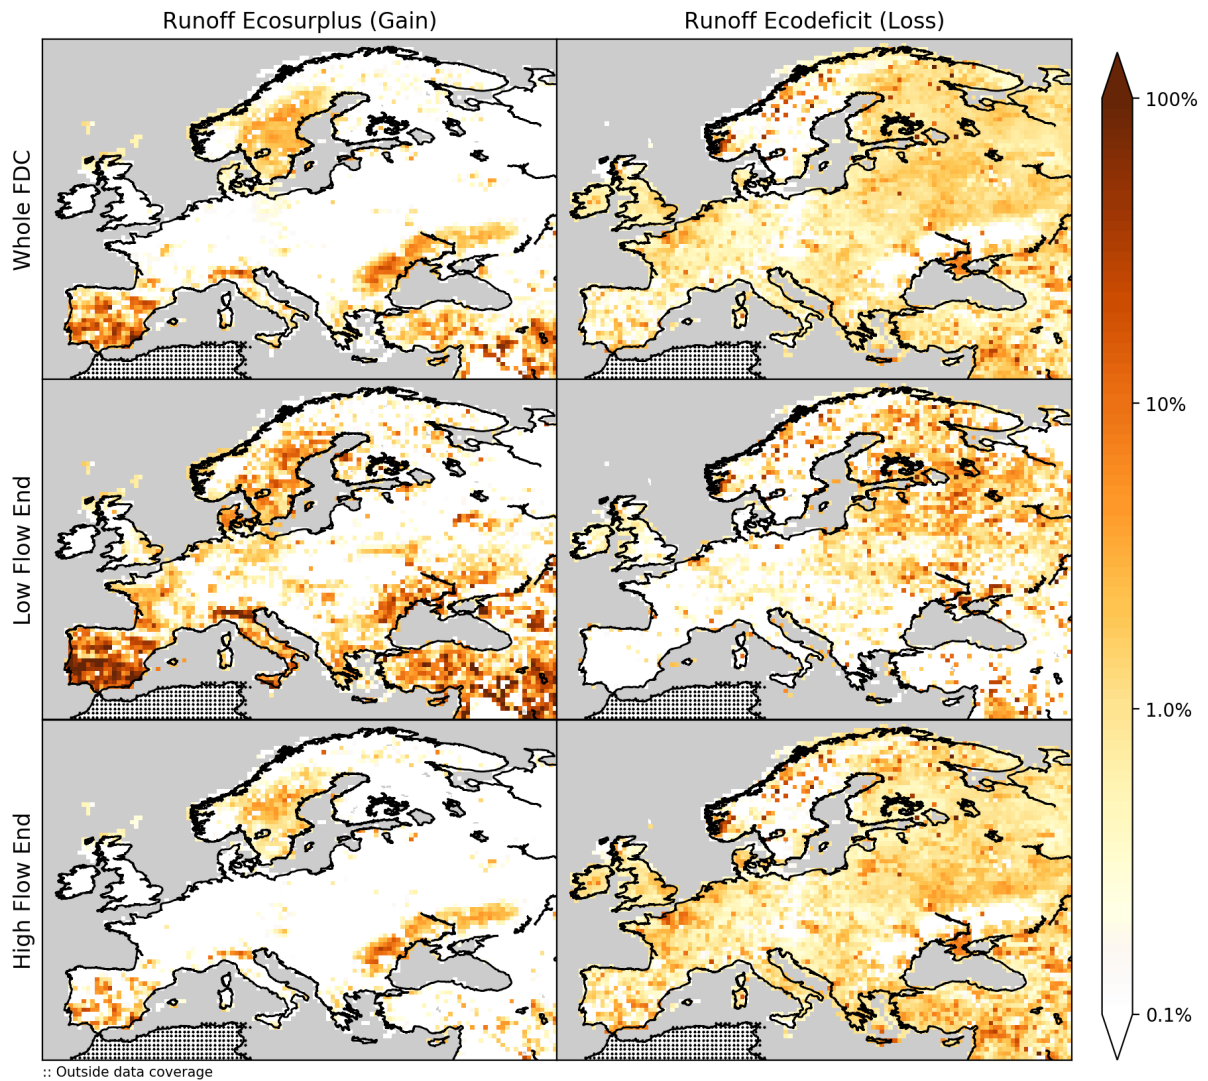 Runoff Ecosurplus (Gain)
Runoff Ecodeficit (Loss)
Whole FDC
Low Flow End
High Flow End
100%
10%
1.0%
0.1%
:: Outside data coverage